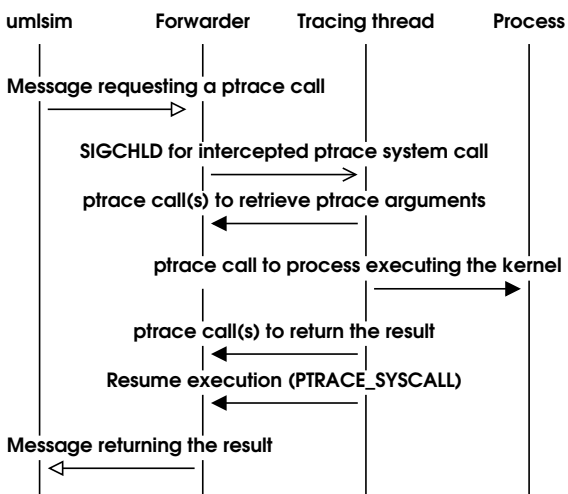 umlsim Forwarder Tracing thread Process
Message requesting a ptrace call
SIGCHLD for intercepted ptrace system call
ptrace call(s) to retrieve ptrace arguments
ptrace call to process executing the kernel
ptrace call(s) to return the result
Resume execution (PTRACE_SYSCALL)
Message returning the result